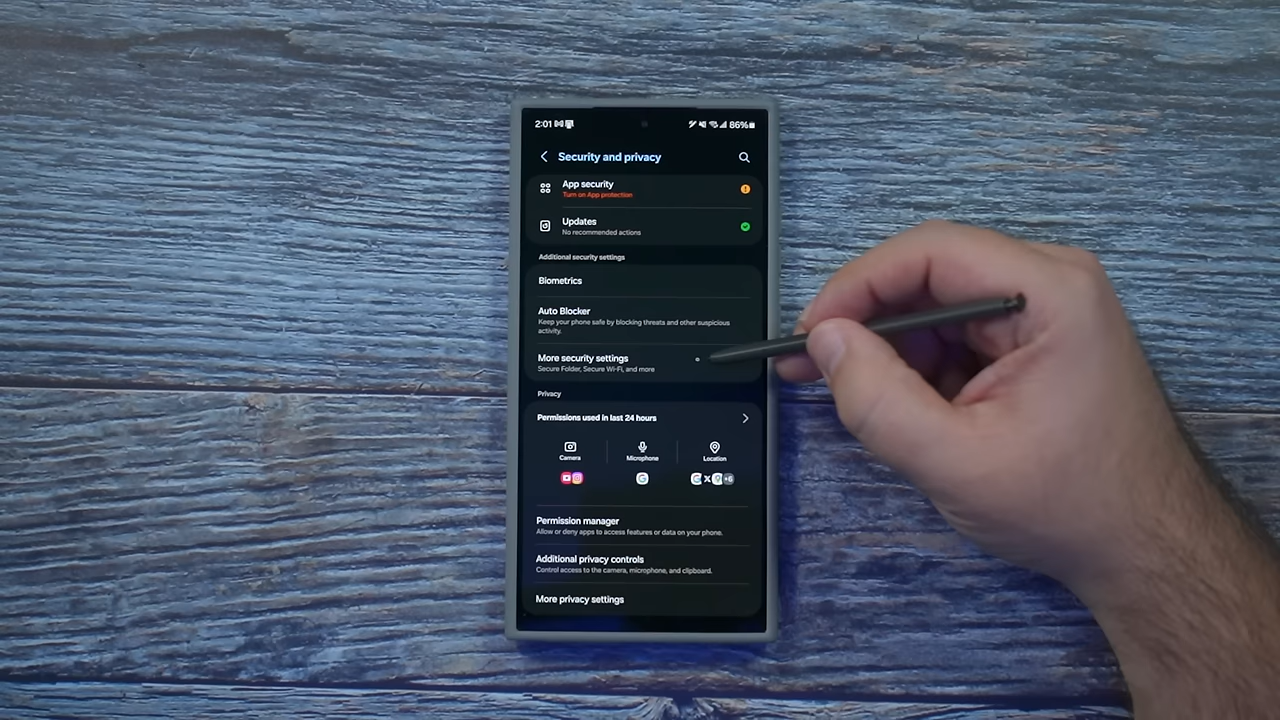 2:01
86%
Security and privacy
App security
Turn on App protection
Updates
No recommended actions
Additional security settings
Biometrics
Auto Blocker
Keep your phone safe by blocking threats and other suspicious
activity.
More security settings
Secure Folder, Secure Wi-Fi, and more
Privacy
Permissions used in last 24 hours
Camera
Microphone
Location
+6
Permission manager
Allow or deny apps to access features or data on your phone.
Additional privacy controls
Control access to the camera, microphone, and clipboard.
More privacy settings